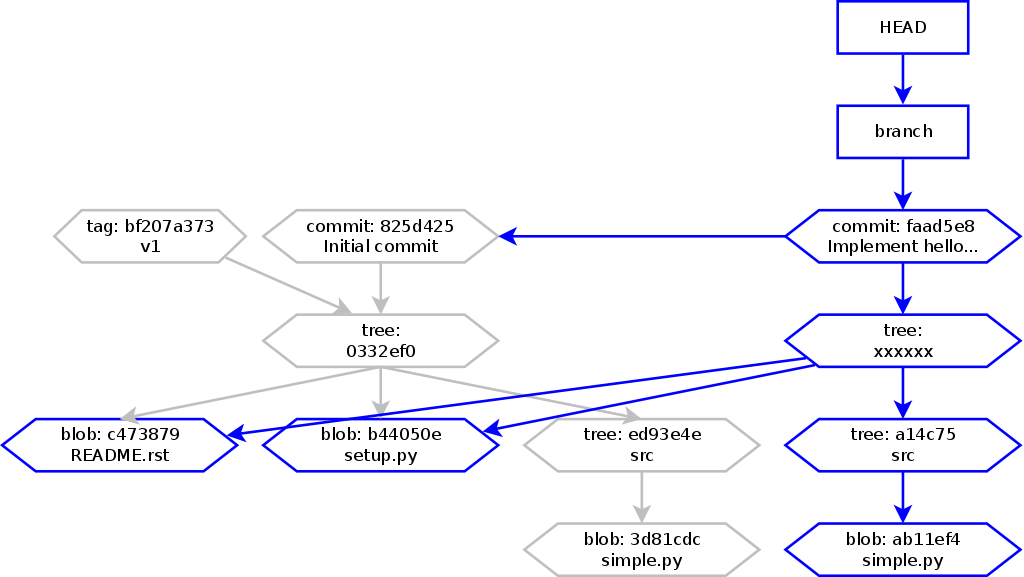 HEAD
branch
tag: bf207a373
v1
commit: 825d425
Initial commit
commit: faad5e8
Implement hello...
tree:
0332ef0
tree:
xxxxxx
blob: c473879
README.rst
blob: b44050e
setup.py
tree: ed93e4e
src
tree: a14c75
src
blob: 3d81cdc
simple.py
blob: ab11ef4
simple.py